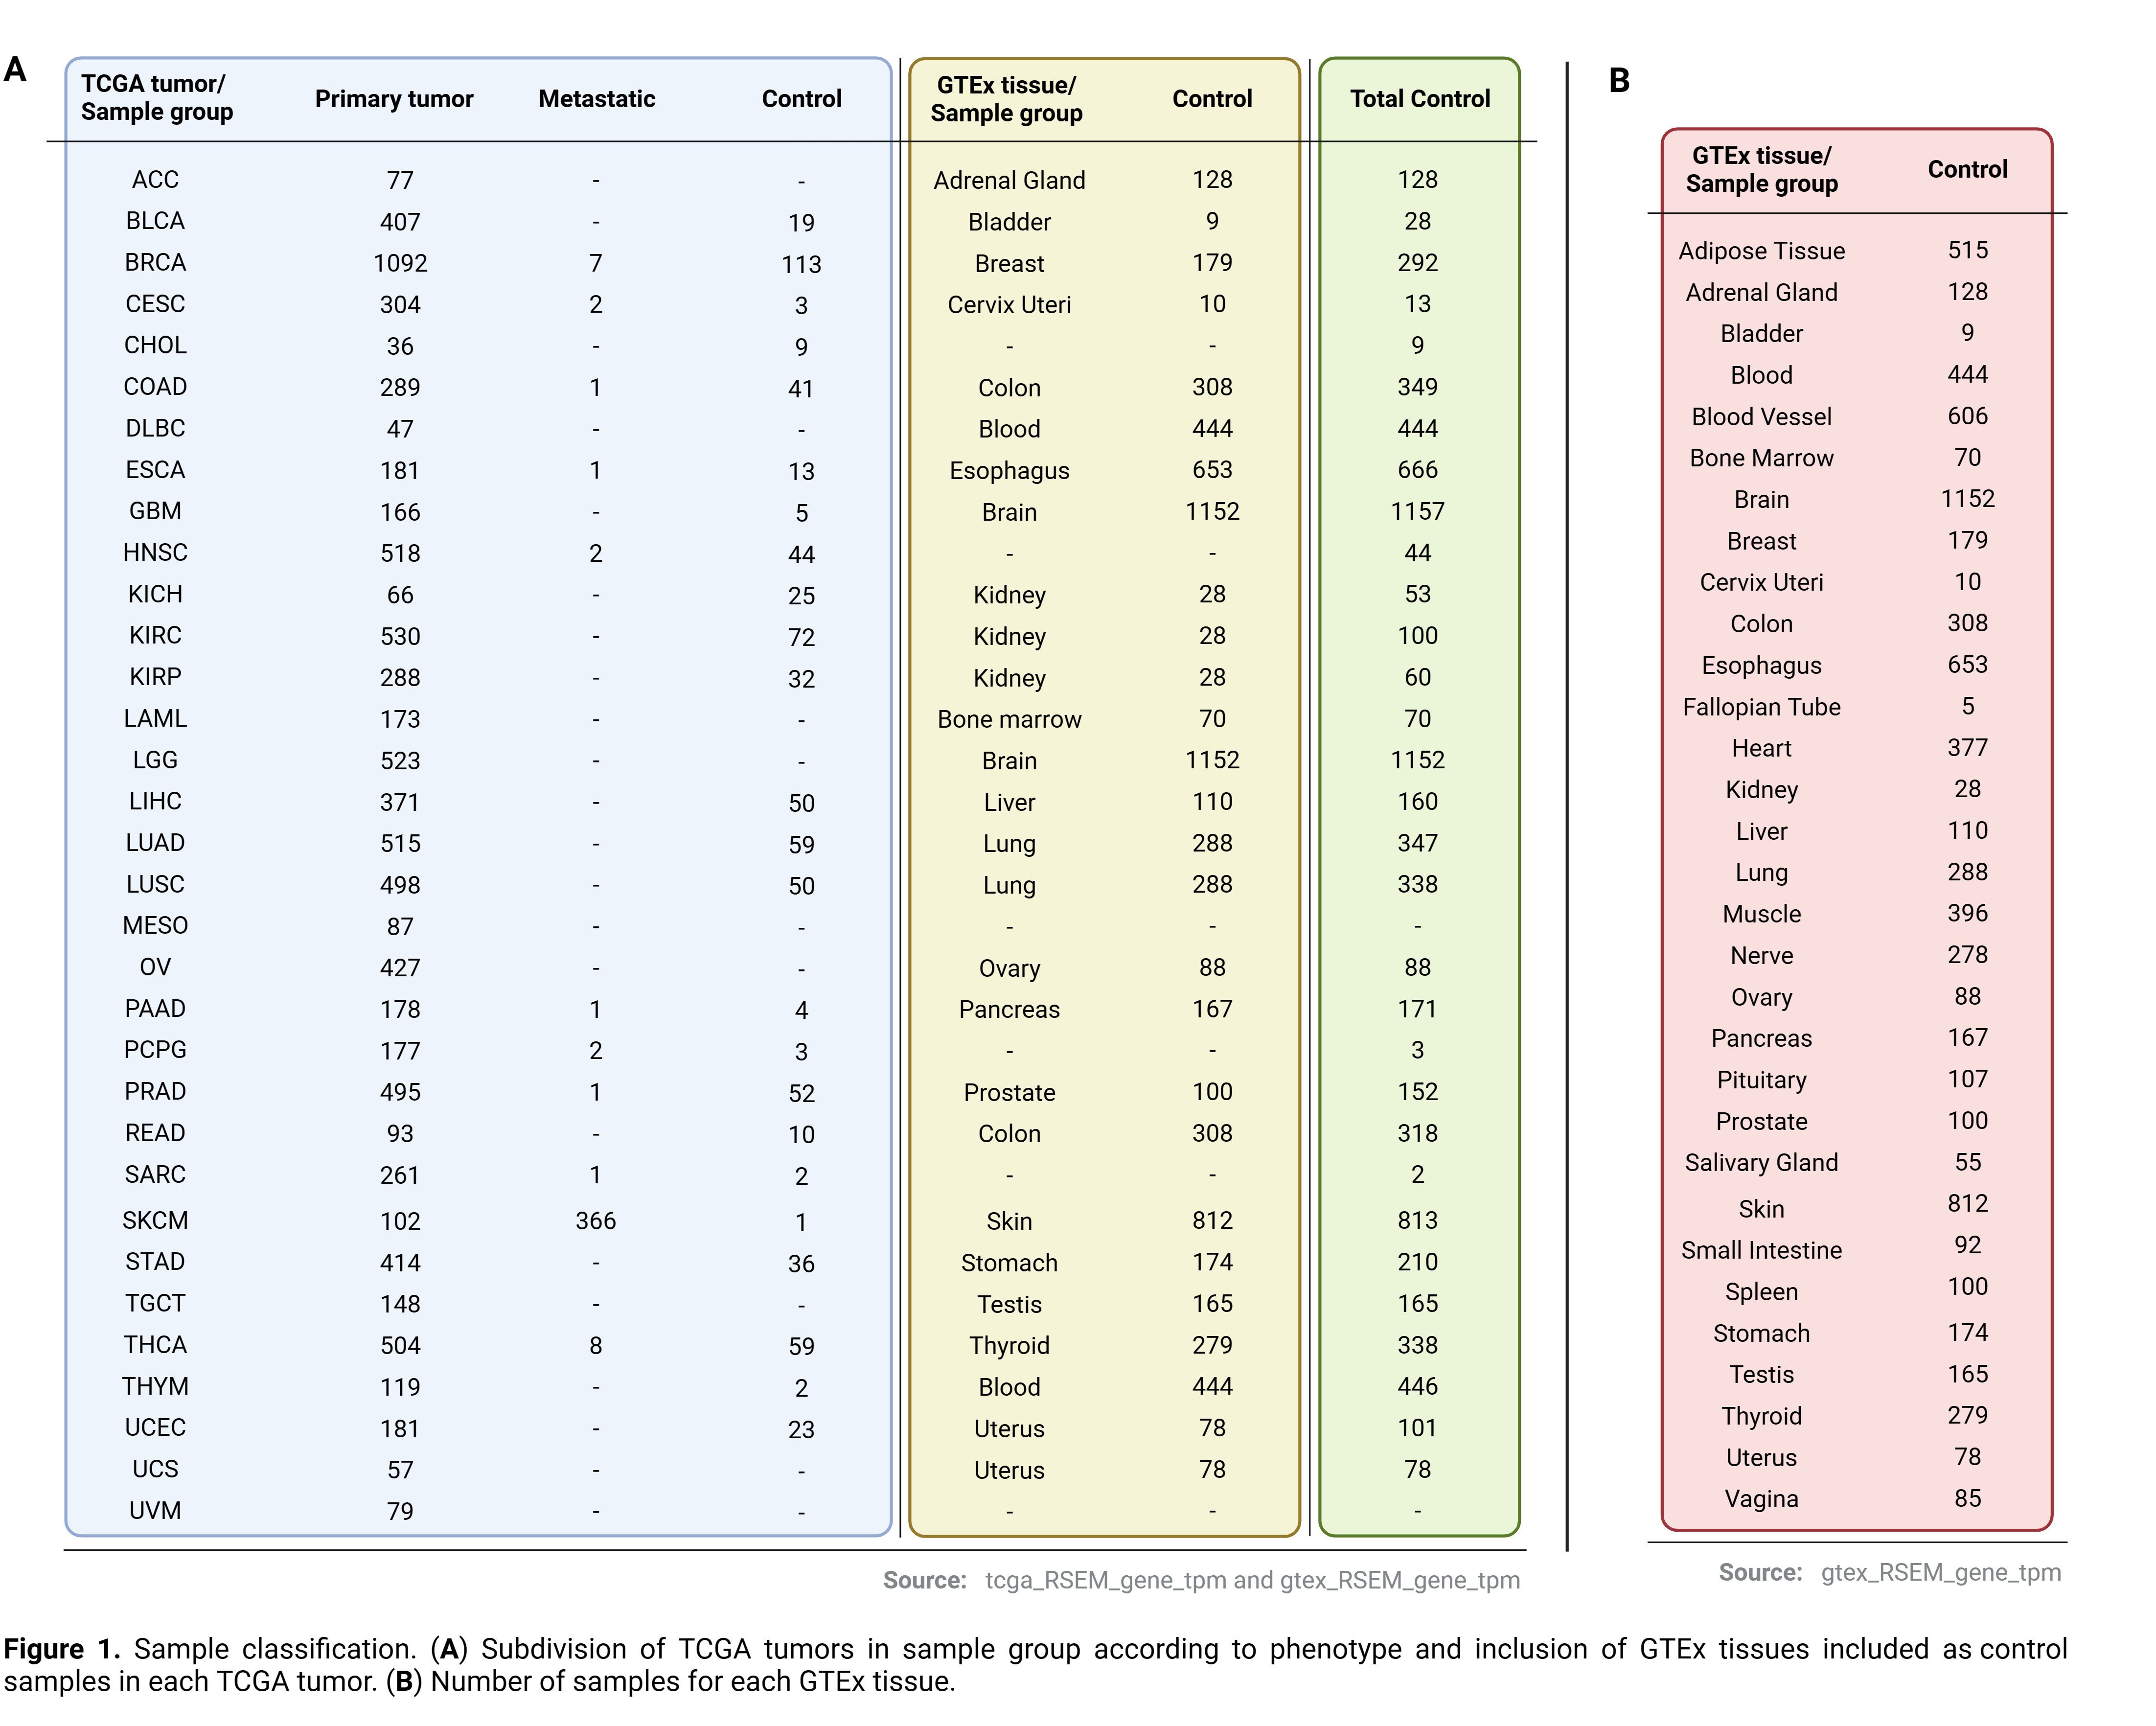 A
TCGA tumor/ Sample group Primary tumor Metastatic Control GTEx tissue/ Sample group Control Total Control
ACC 77 - - Adrenal Gland 128 128
BLCA 407 - 19 Bladder 9 28
BRCA 1092 7 113 Breast 179 292
CESC 304 2 3 Cervix Uteri 10 13
CHOL 36 - 9 - - 9
COAD 289 1 41 Colon 308 349
DLBC 47 - - Blood 444 444
ESCA 181 1 13 Esophagus 653 666
GBM 166 - 5 Brain 1152 1157
HNSC 518 2 44 - - 44
KICH 66 - 25 Kidney 28 53
KIRC 530 - 72 Kidney 28 100
KIRP 288 - 32 Kidney 28 60
LAML 173 - - Bone marrow 70 70
LGG 523 - - Brain 1152 1152
LIHC 371 - 50 Liver 110 160
LUAD 515 - 59 Lung 288 347
LUSC 498 - 50 Lung 288 338
MESO 87 - - - - -
OV 427 - - Ovary 88 88
PAAD 178 1 4 Pancreas 167 171
PCPG 177 2 3 - - 3
PRAD 495 1 52 Prostate 100 152
READ 93 - 10 Colon 308 318
SARC 261 1 2 - - 2
SKCM 102 366 1 Skin 812 813
STAD 414 - 36 Stomach 174 210
TGCT 148 - - Testis 165 165
THCA 504 8 59 Thyroid 279 338
THYM 119 - 2 Blood 444 446
UCEC 181 - 23 Uterus 78 101
UCS 57 - - Uterus 78 78
UVM 79 - - - - -
Source: tcga_RSEM_gene_tpm and gtex_RSEM_gene_tpm
B
GTEx tissue/ Sample group Control
Adipose Tissue 515
Adrenal Gland 128
Bladder 9
Blood 444
Blood Vessel 606
Bone Marrow 70
Brain 1152
Breast 179
Cervix Uteri 10
Colon 308
Esophagus 653
Fallopian Tube 5
Heart 377
Kidney 28
Liver 110
Lung 288
Muscle 396
Nerve 278
Ovary 88
Pancreas 167
Pituitary 107
Prostate 100
Salivary Gland 55
Skin 812
Small Intestine 92
Spleen 100
Stomach 174
Testis 165
Thyroid 279
Uterus 78
Vagina 85
Source: gtex_RSEM_gene_tpm
Figure 1. Sample classification. (A) Subdivision of TCGA tumors in sample group according to phenotype and inclusion of GTEx tissues included as control
samples in each TCGA tumor. (B) Number of samples for each GTEx tissue.